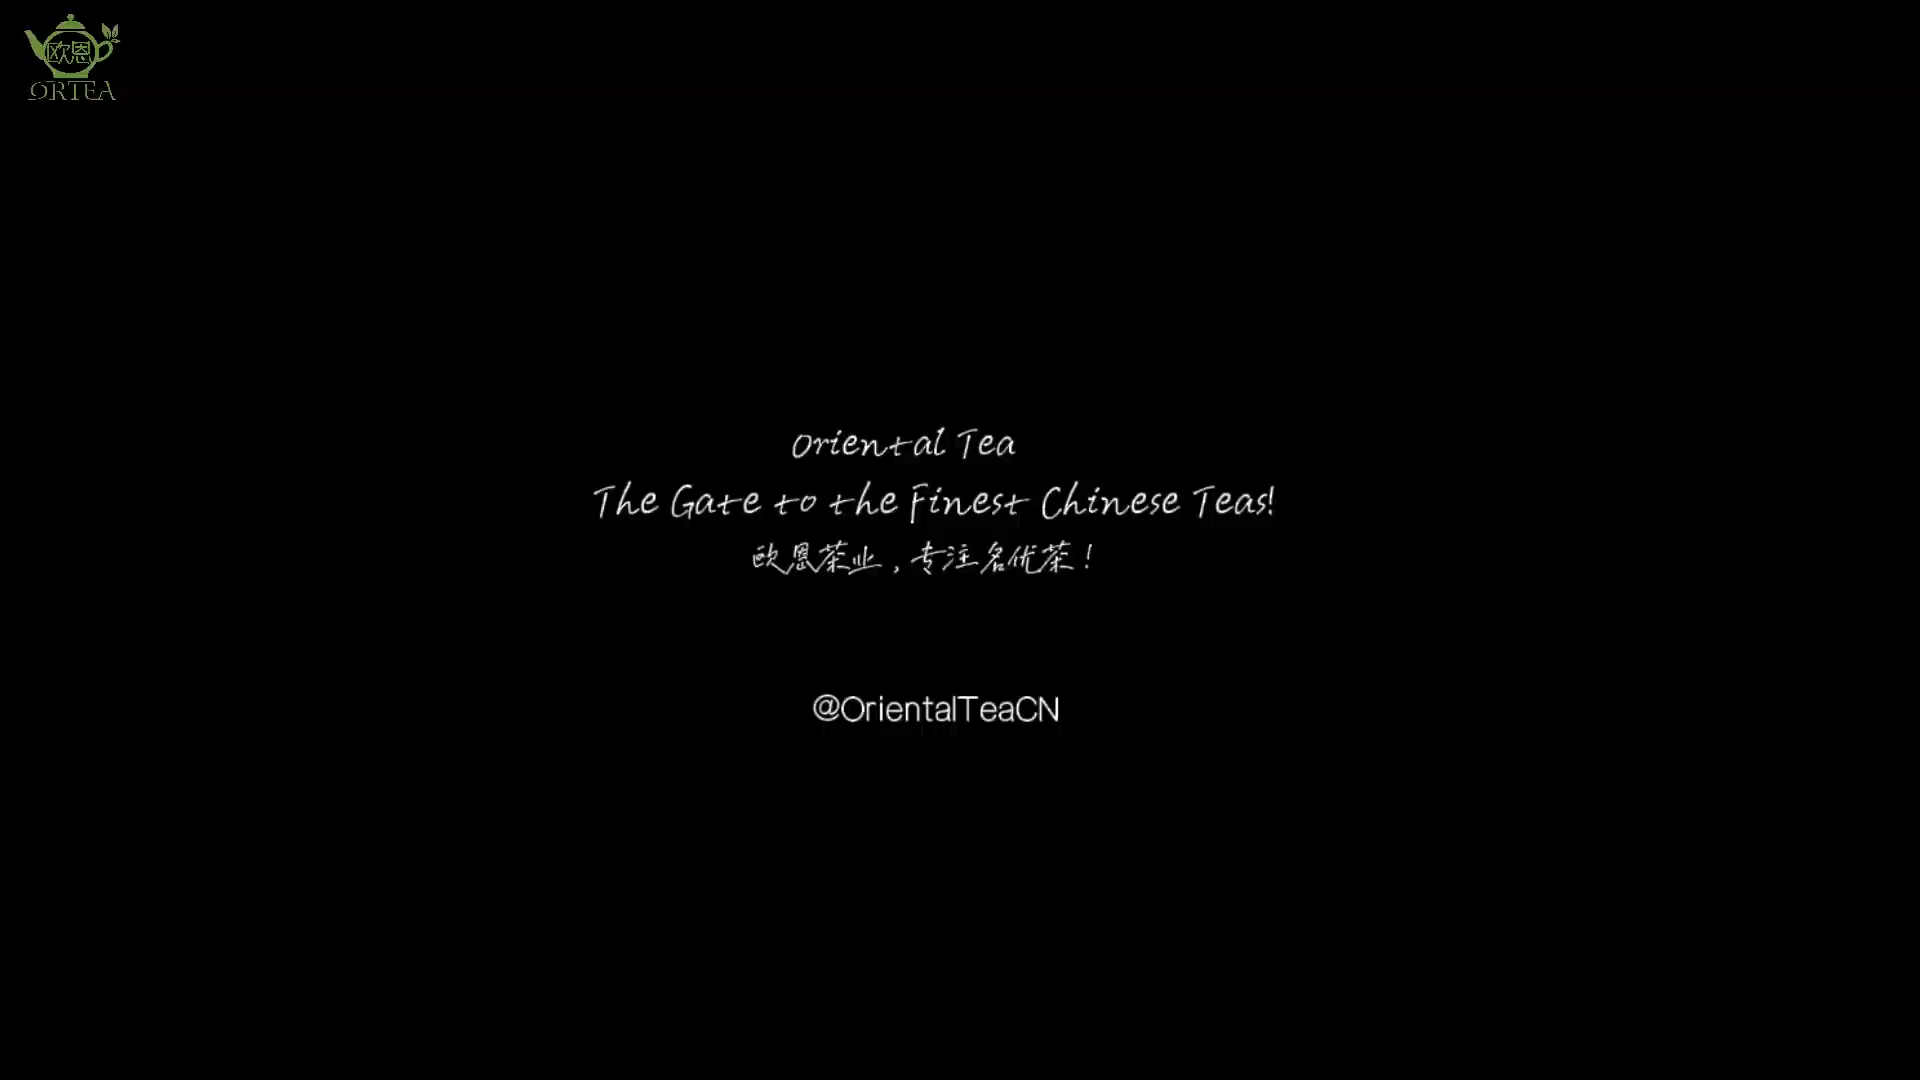 欧恩
ORTEA
Oriental Tea
The Gate to the Finest Chinese Teas!
欧恩茶业，专注名优茶！
@OrientalTeaCN